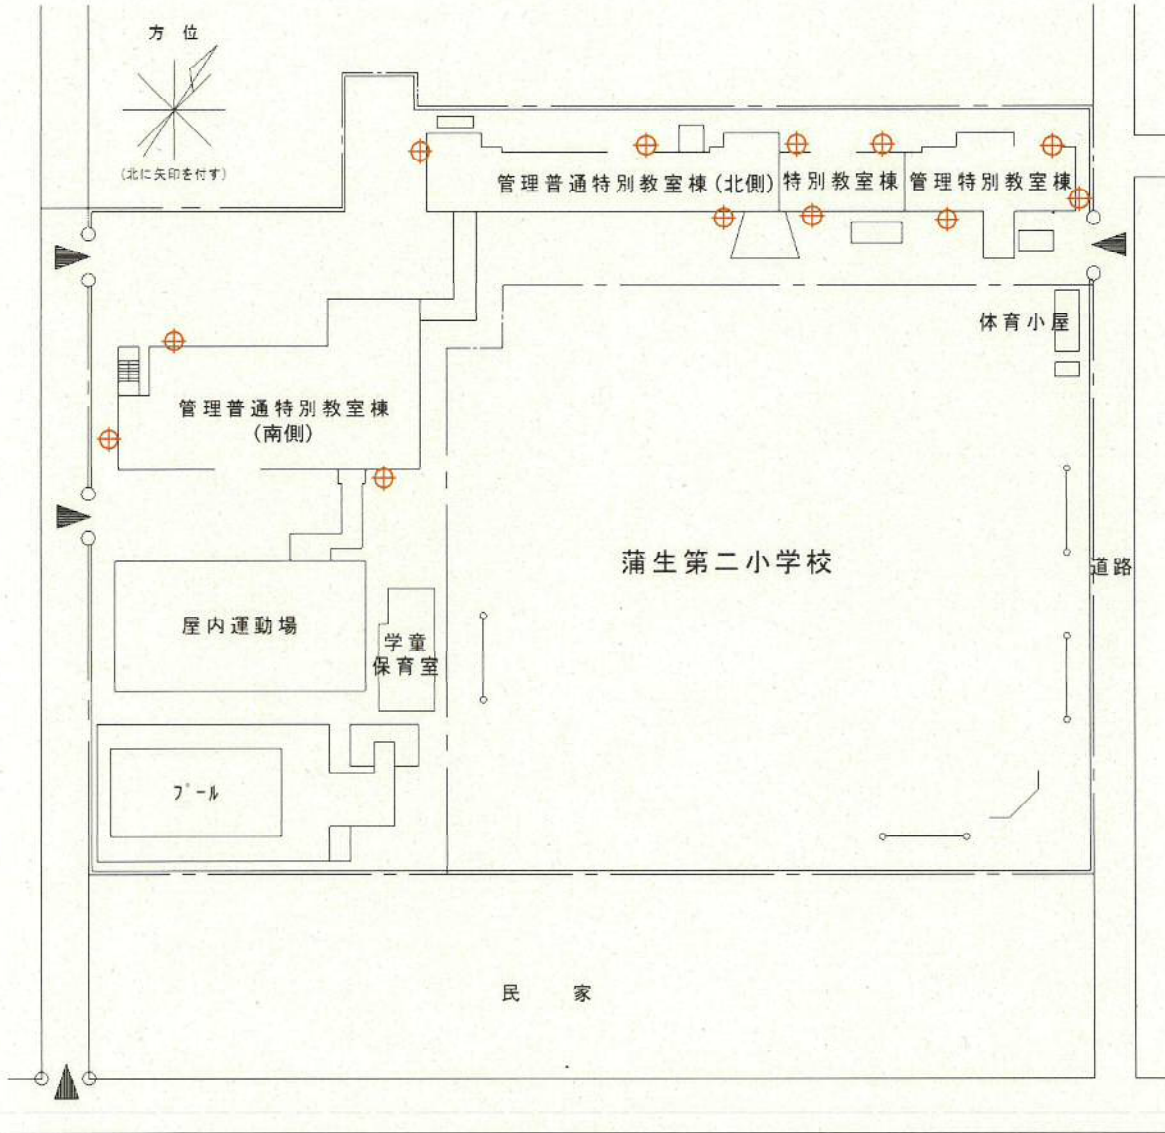 方 位
(北に矢印を付す)
管理普通特別教室棟(北側)
特別教室棟
管理特別教室棟
体育小屋
管理普通特別教室棟
(南側)
蒲生第二小学校
道路
屋内運動場
学童
保育室
プール
民 家